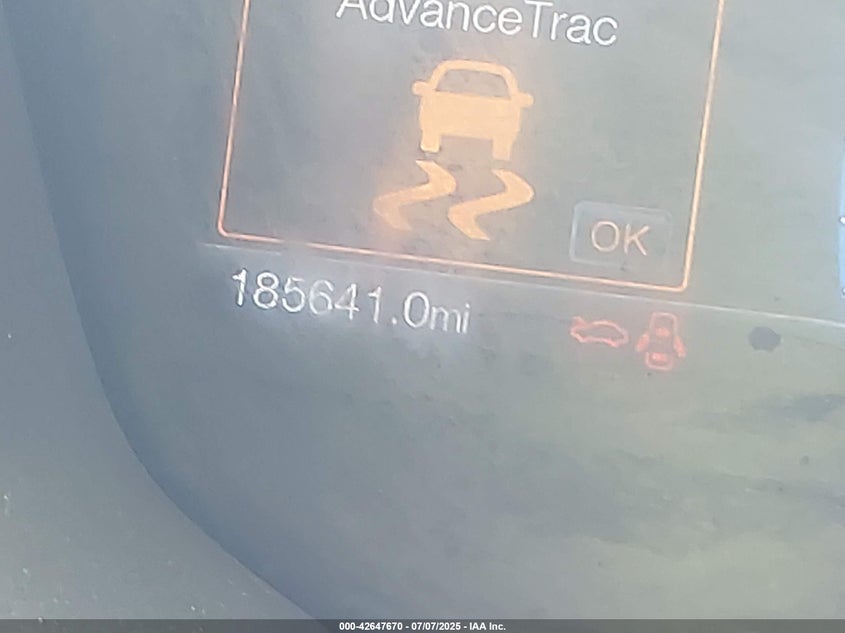 AdvanceTrac
OK
185641.0mi
000-42647670 - 07/07/2025 - IAA Inc.